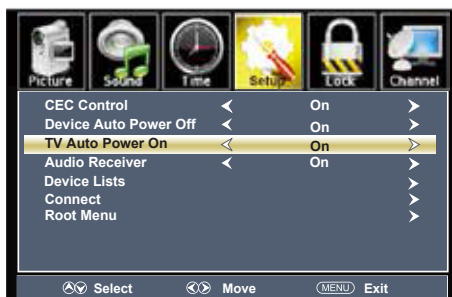 Picture Sound Time Setup Lock Channel
CEC Control On
Device Auto Power Off On
TV Auto Power On On
Audio Receiver On
Device Lists
Connect
Root Menu
Select Move MENU Exit